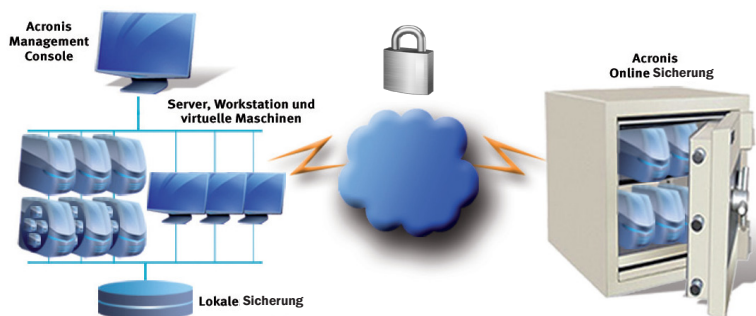 Acronis
Management
Console
Server, Workstation und
virtuelle Maschinen
Lokale Sicherung
Acronis
Online Sicherung